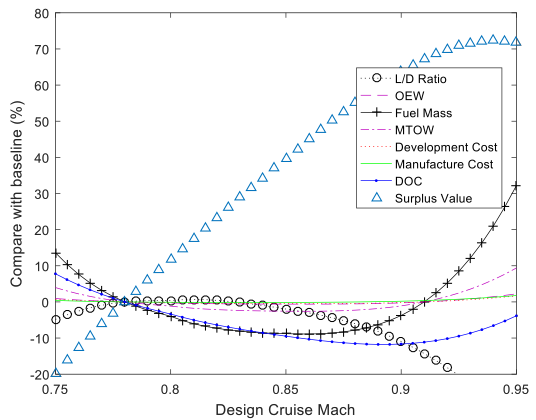 80
70
60
50
40
30
20
10
0
-10
-20
0.75
0.8
0.85
0.9
0.95
Compare with baseline (%)
Design Cruise Mach
L/D Ratio
OEW
Fuel Mass
MTOW
Development Cost
Manufacture Cost
DOC
Surplus Value